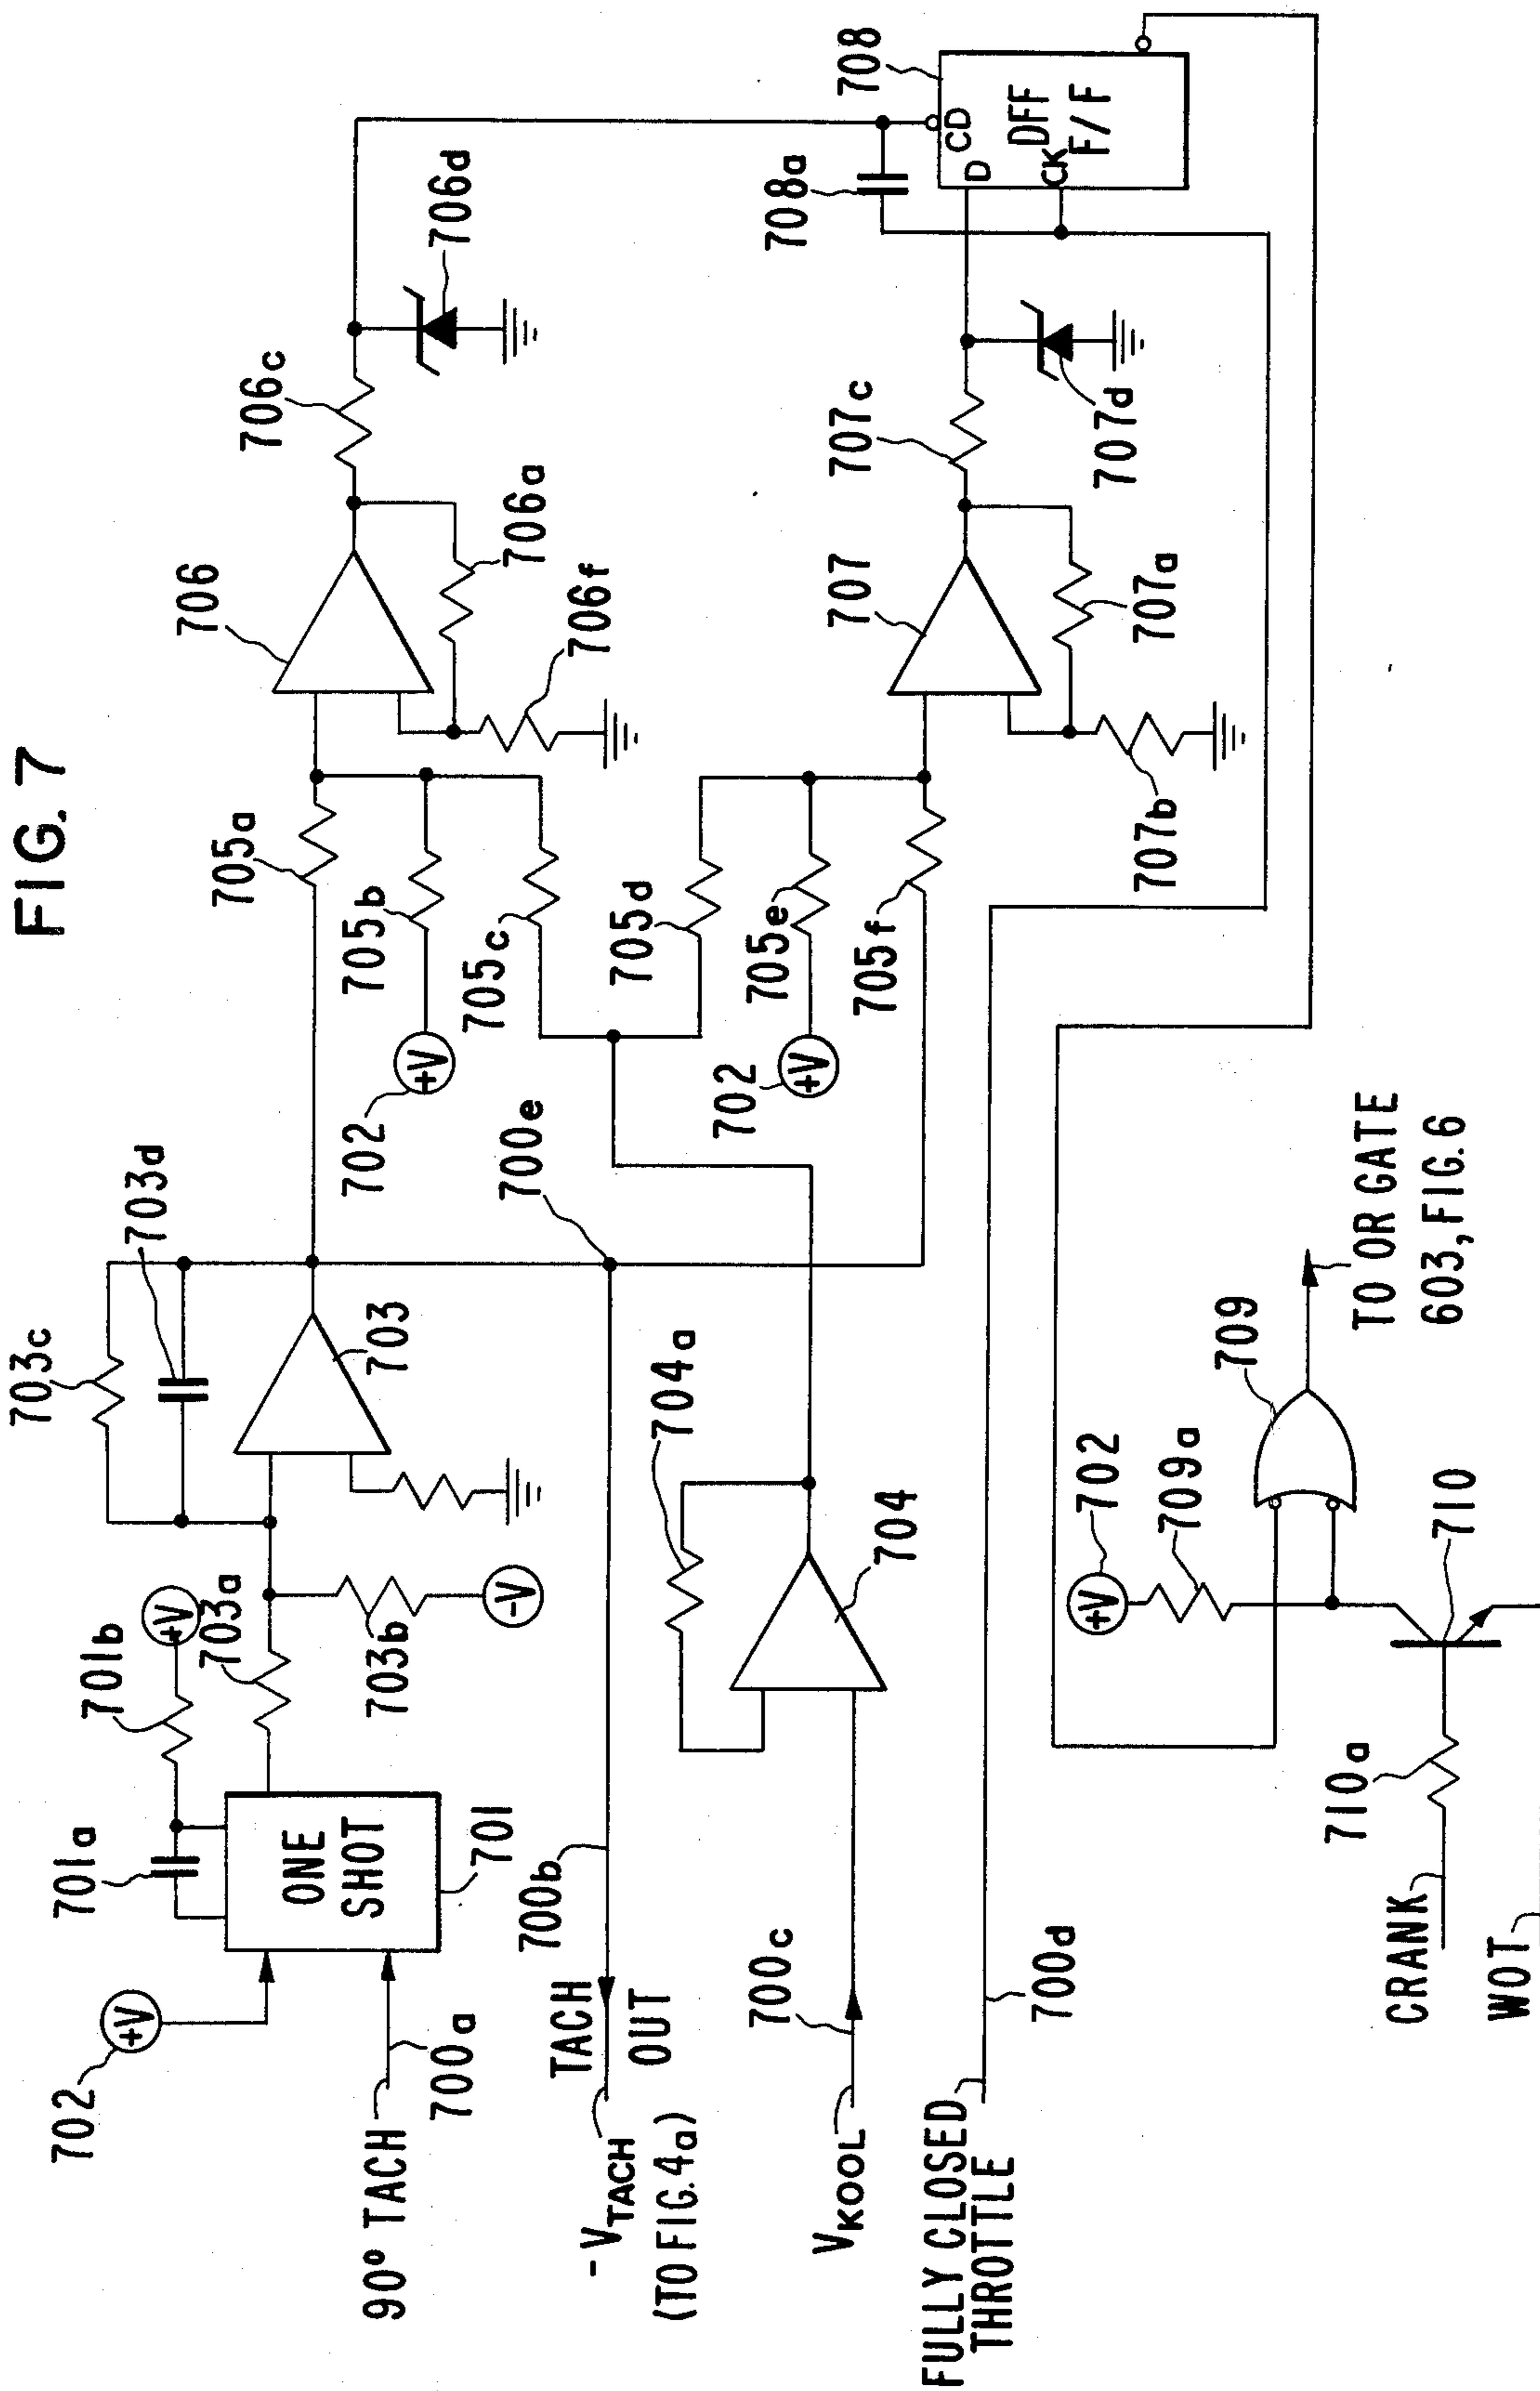 FIG. 7
703c
703d
701a
701b
+V
703a
703b
-V
703
702
+V
ONE
SHOT
701
90° TACH
700a
705a
705b
702
+V
705c
706
706a
706f
706c
706d
700e
700b
TACH
OUT
-VTACH
(TO FIG.4a)
704a
704
700c
VKOOL
705d
705e
702
+V
705f
707
707a
707b
707c
707d
708a
708
CD
D
DFF
CK
F/F
FULLY CLOSED
THROTTLE
700d
702
+V
709a
709
TO OR GATE
603, FIG.6
710
710a
CRANK
WOT